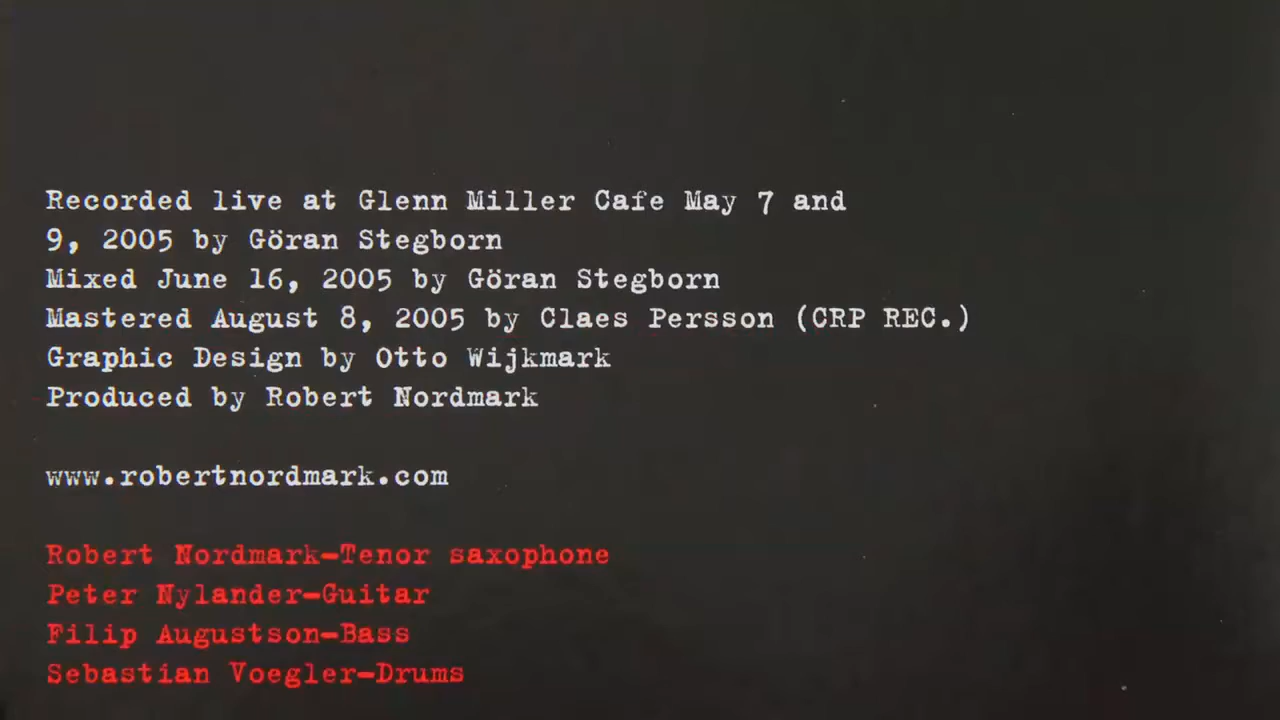 Recorded live at Glenn Miller Cafe May 7 and
9, 2005 by Göran Stegborn
Mixed June 16, 2005 by Göran Stegborn
Mastered August 8, 2005 by Claes Persson (CRP REC.)
Graphic Design by Otto Wijkmark
Produced by Robert Nordmark
www.robertnordmark.com
Robert Nordmark-Tenor saxophone
Peter Nylander-Guitar
Filip Augustson-Bass
Sebastian Voegler-Drums